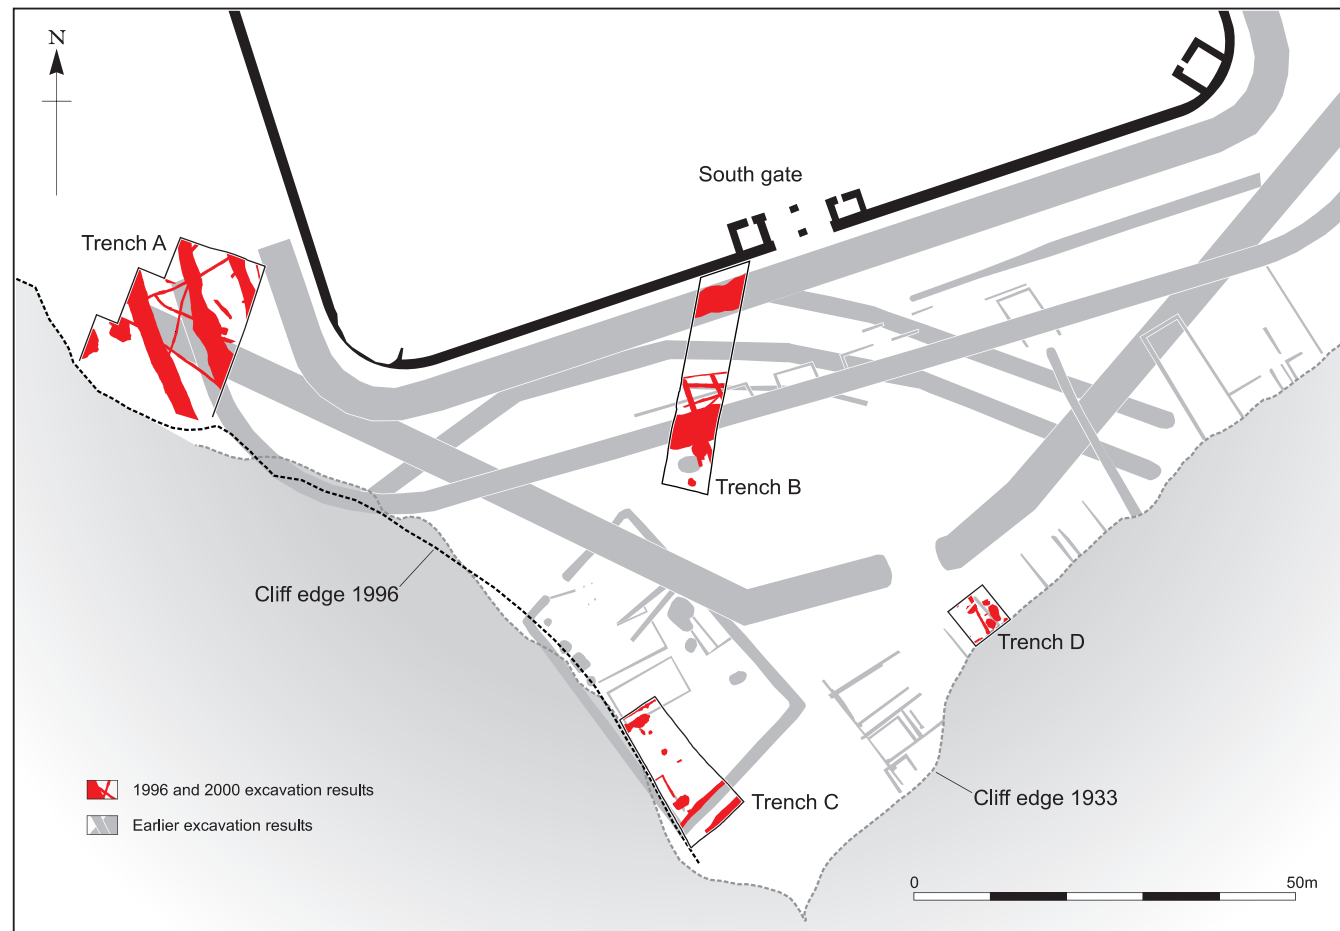 N
South gate
Trench A
Trench B
Cliff edge 1996
Trench D
Trench C
Cliff edge 1933
1996 and 2000 excavation results
Earlier excavation results
0 50m